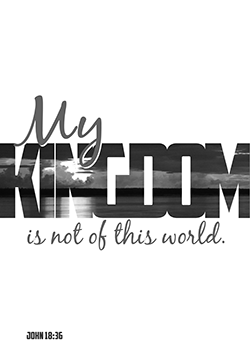 My
KINGDOM
is not of this world.
JOHN 18:36